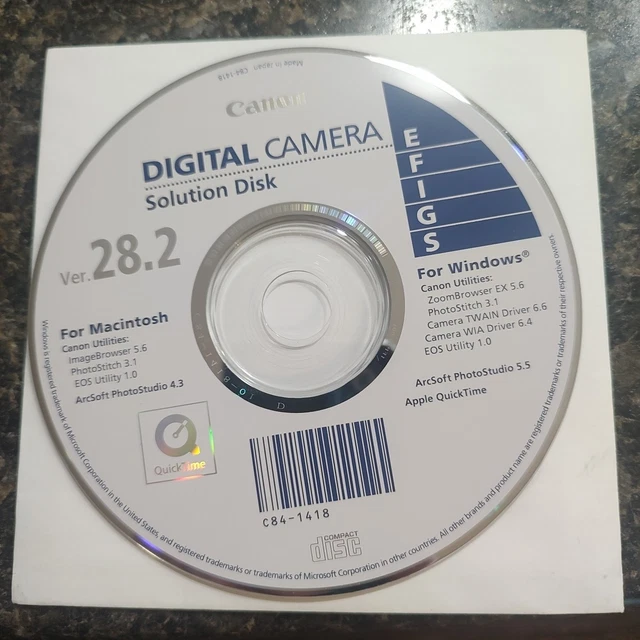 Made in Japan C84-1418
Canon
DIGITAL CAMERA
Solution Disk
Ver.28.2
E
F
I
G
S
For Macintosh
Canon Utilities:
ImageBrowser 5.6
PhotoStitch 3.1
EOS Utility 1.0
ArcSoft PhotoStudio 4.3
QuickTime
For Windows®
Canon Utilities:
ZoomBrowser EX 5.6
PhotoStitch 3.1
Camera TWAIN Driver 6.6
Camera WIA Driver 6.4
EOS Utility 1.0
ArcSoft PhotoStudio 5.5
Apple QuickTime
C84-1418
COMPACT
disc
Windows is registered trademark of Microsoft Corporation in the United States, and registered trademarks or trademarks of Microsoft Corporation in other countries. All other brands and product name are registered trademarks or trademarks of their respective owners.